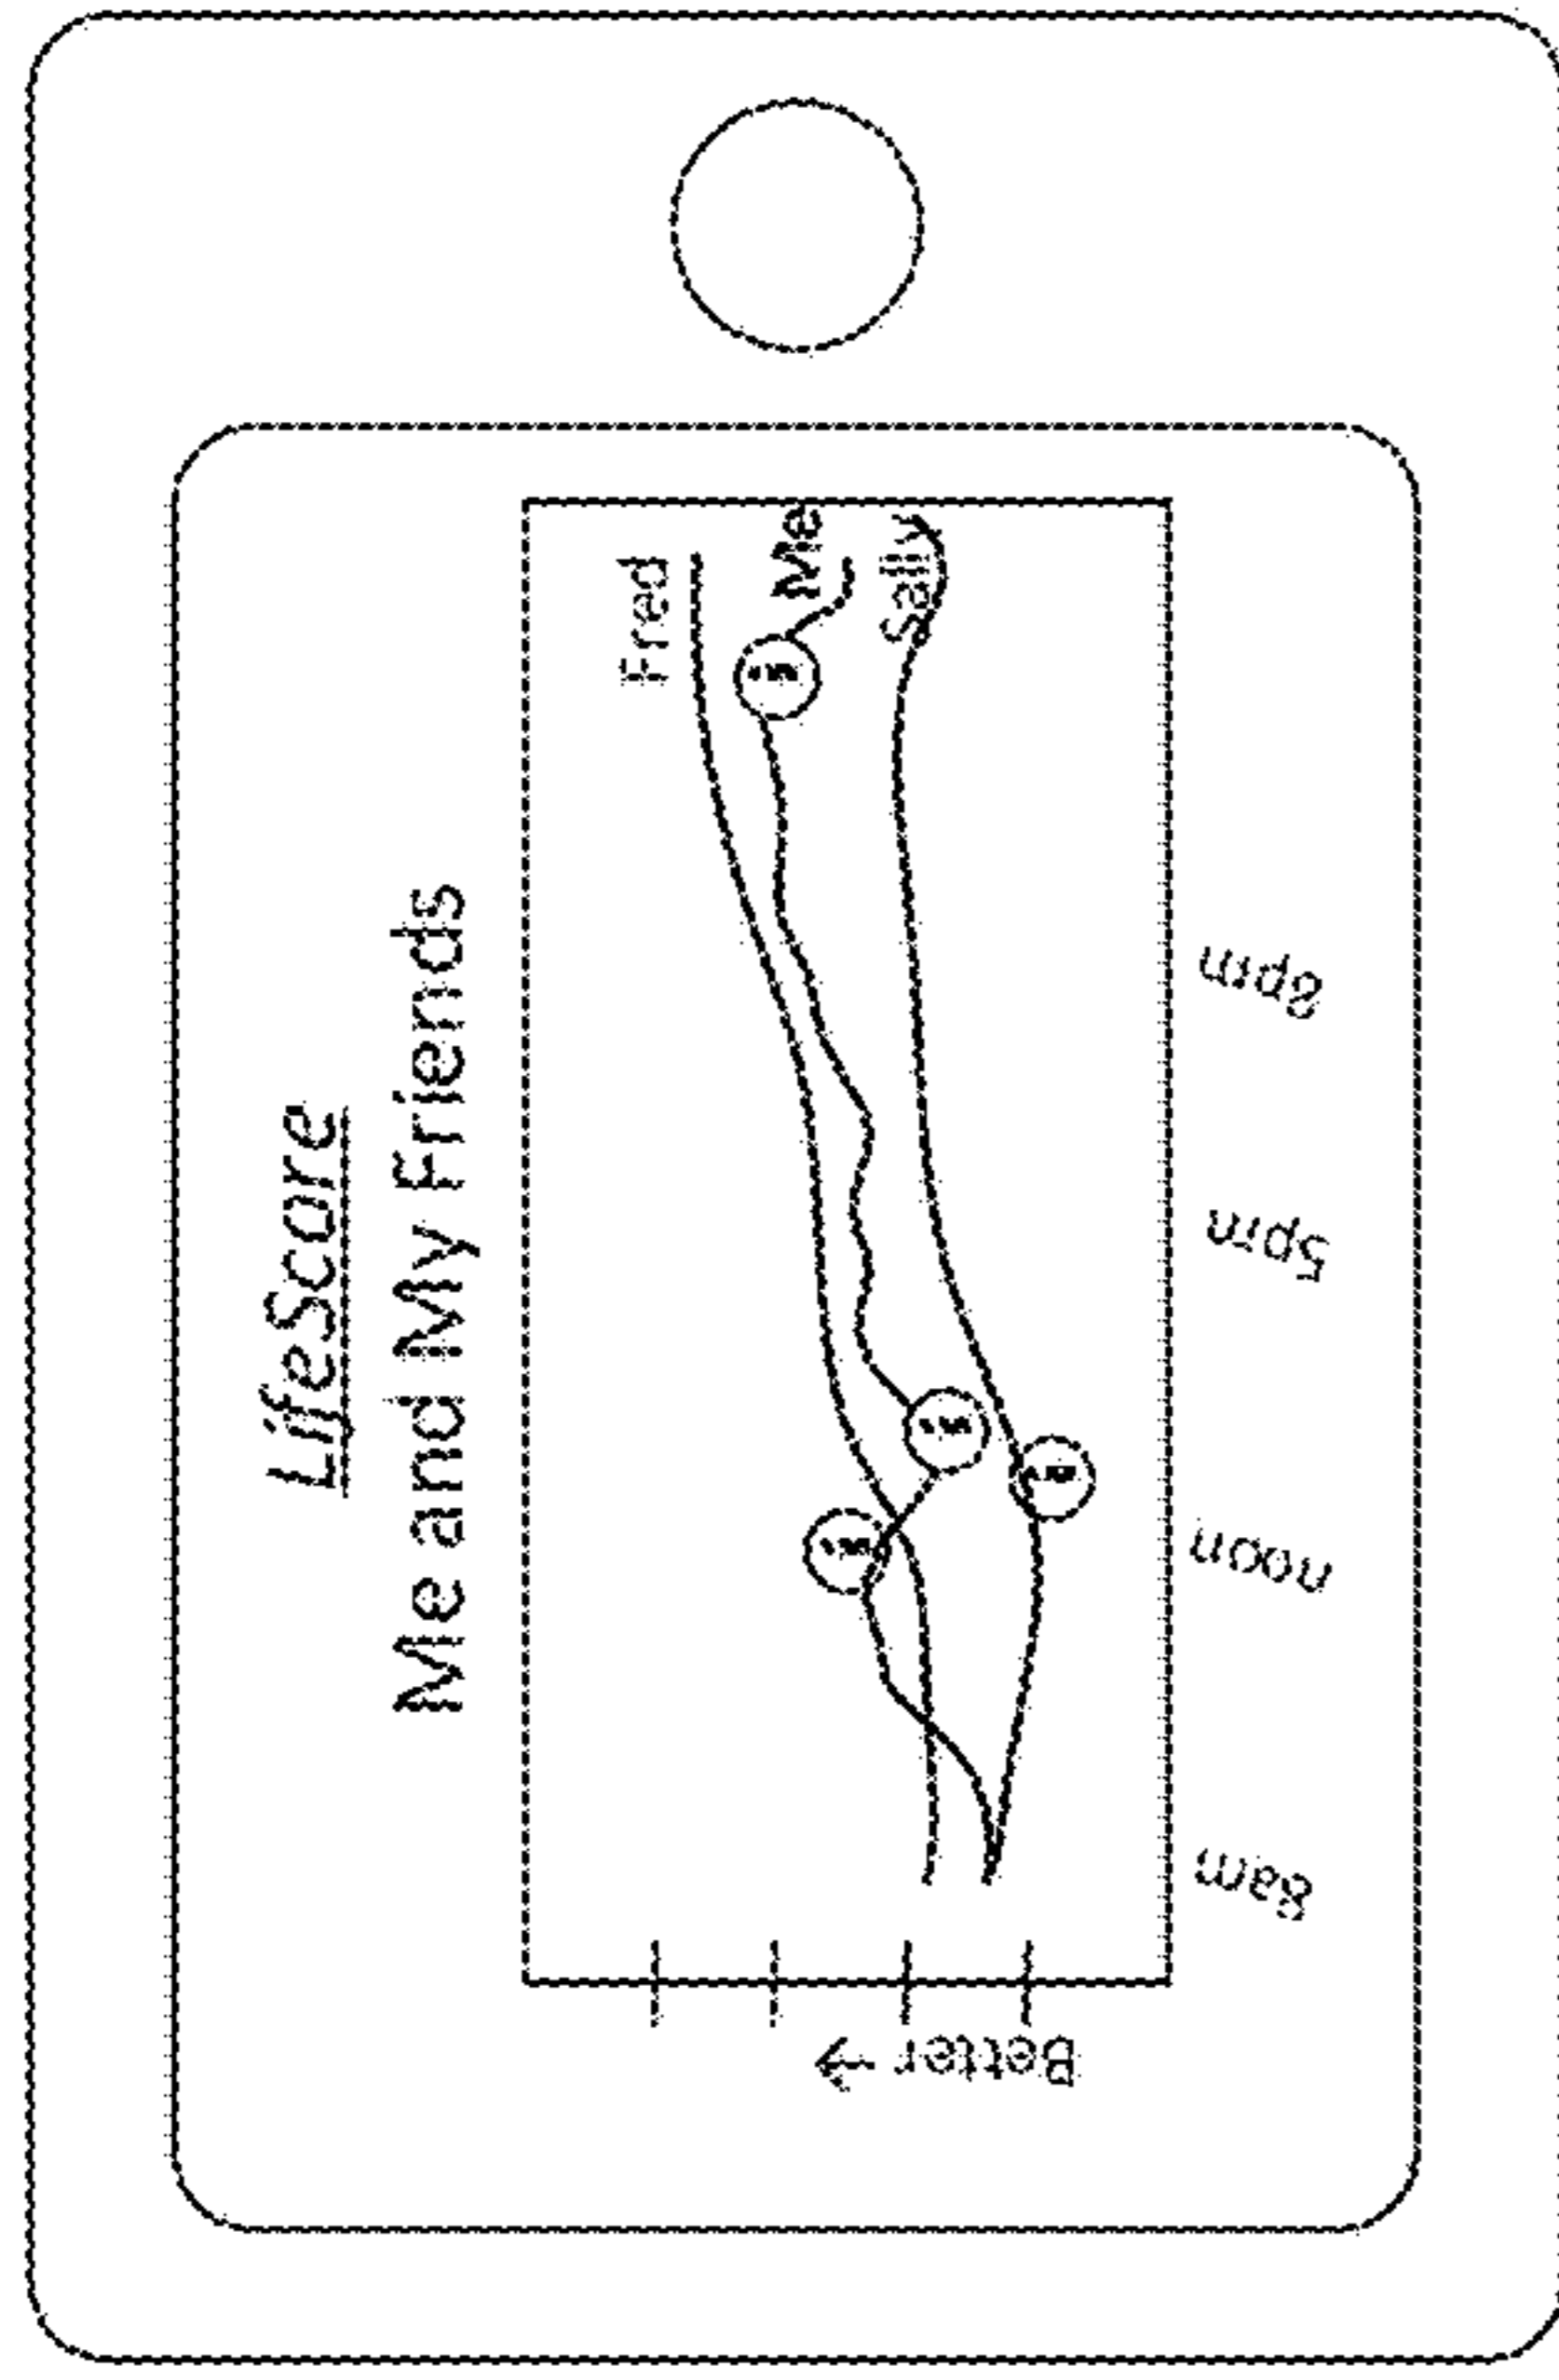 LifeScore
Me and My Friends
Fred
Me
Sally
Better →
8am
noon
5pm
8pm